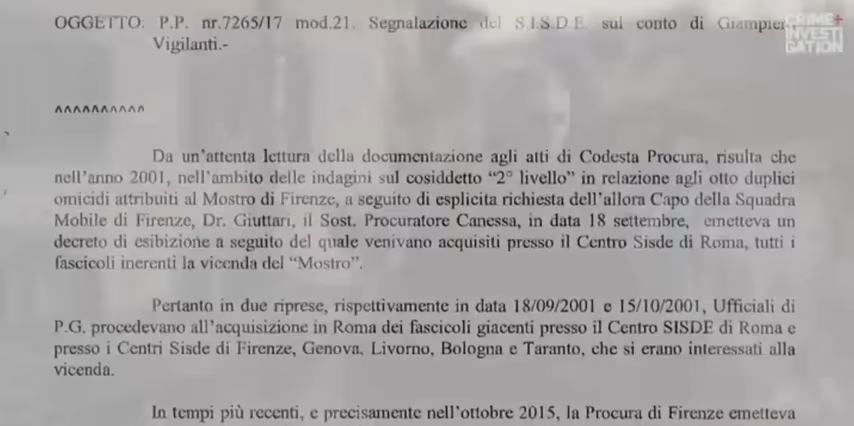 OGGETTO: P.P. nr.7265/17 mod.21. Segnalazione del S.I.S.D.E. sul conto di Giampiero
Vigilanti.-
CRIME+
INVESTI
GATION
^^^^^^^^^^
Da un'attenta lettura della documentazione agli atti di Codesta Procura, risulta che
nell'anno 2001, nell'ambito delle indagini sul cosiddetto “2° livello” in relazione agli otto duplici
omicidi attribuiti al Mostro di Firenze, a seguito di esplicita richiesta dell'allora Capo della Squadra
Mobile di Firenze, Dr. Giuttari, il Sost. Procuratore Canessa, in data 18 settembre, emetteva un
decreto di esibizione a seguito del quale venivano acquisiti presso il Centro Sisde di Roma, tutti i
fascicoli inerenti la vicenda del “Mostro”.
Pertanto in due riprese, rispettivamente in data 18/09/2001 e 15/10/2001, Ufficiali di
P.G. procedevano all'acquisizione in Roma dei fascicoli giacenti presso il Centro SISDE di Roma e
presso i Centri Sisde di Firenze, Genova, Livorno, Bologna e Taranto, che si erano interessati alla
vicenda.
In tempi più recenti, e precisamente nell'ottobre 2015, la Procura di Firenze emetteva